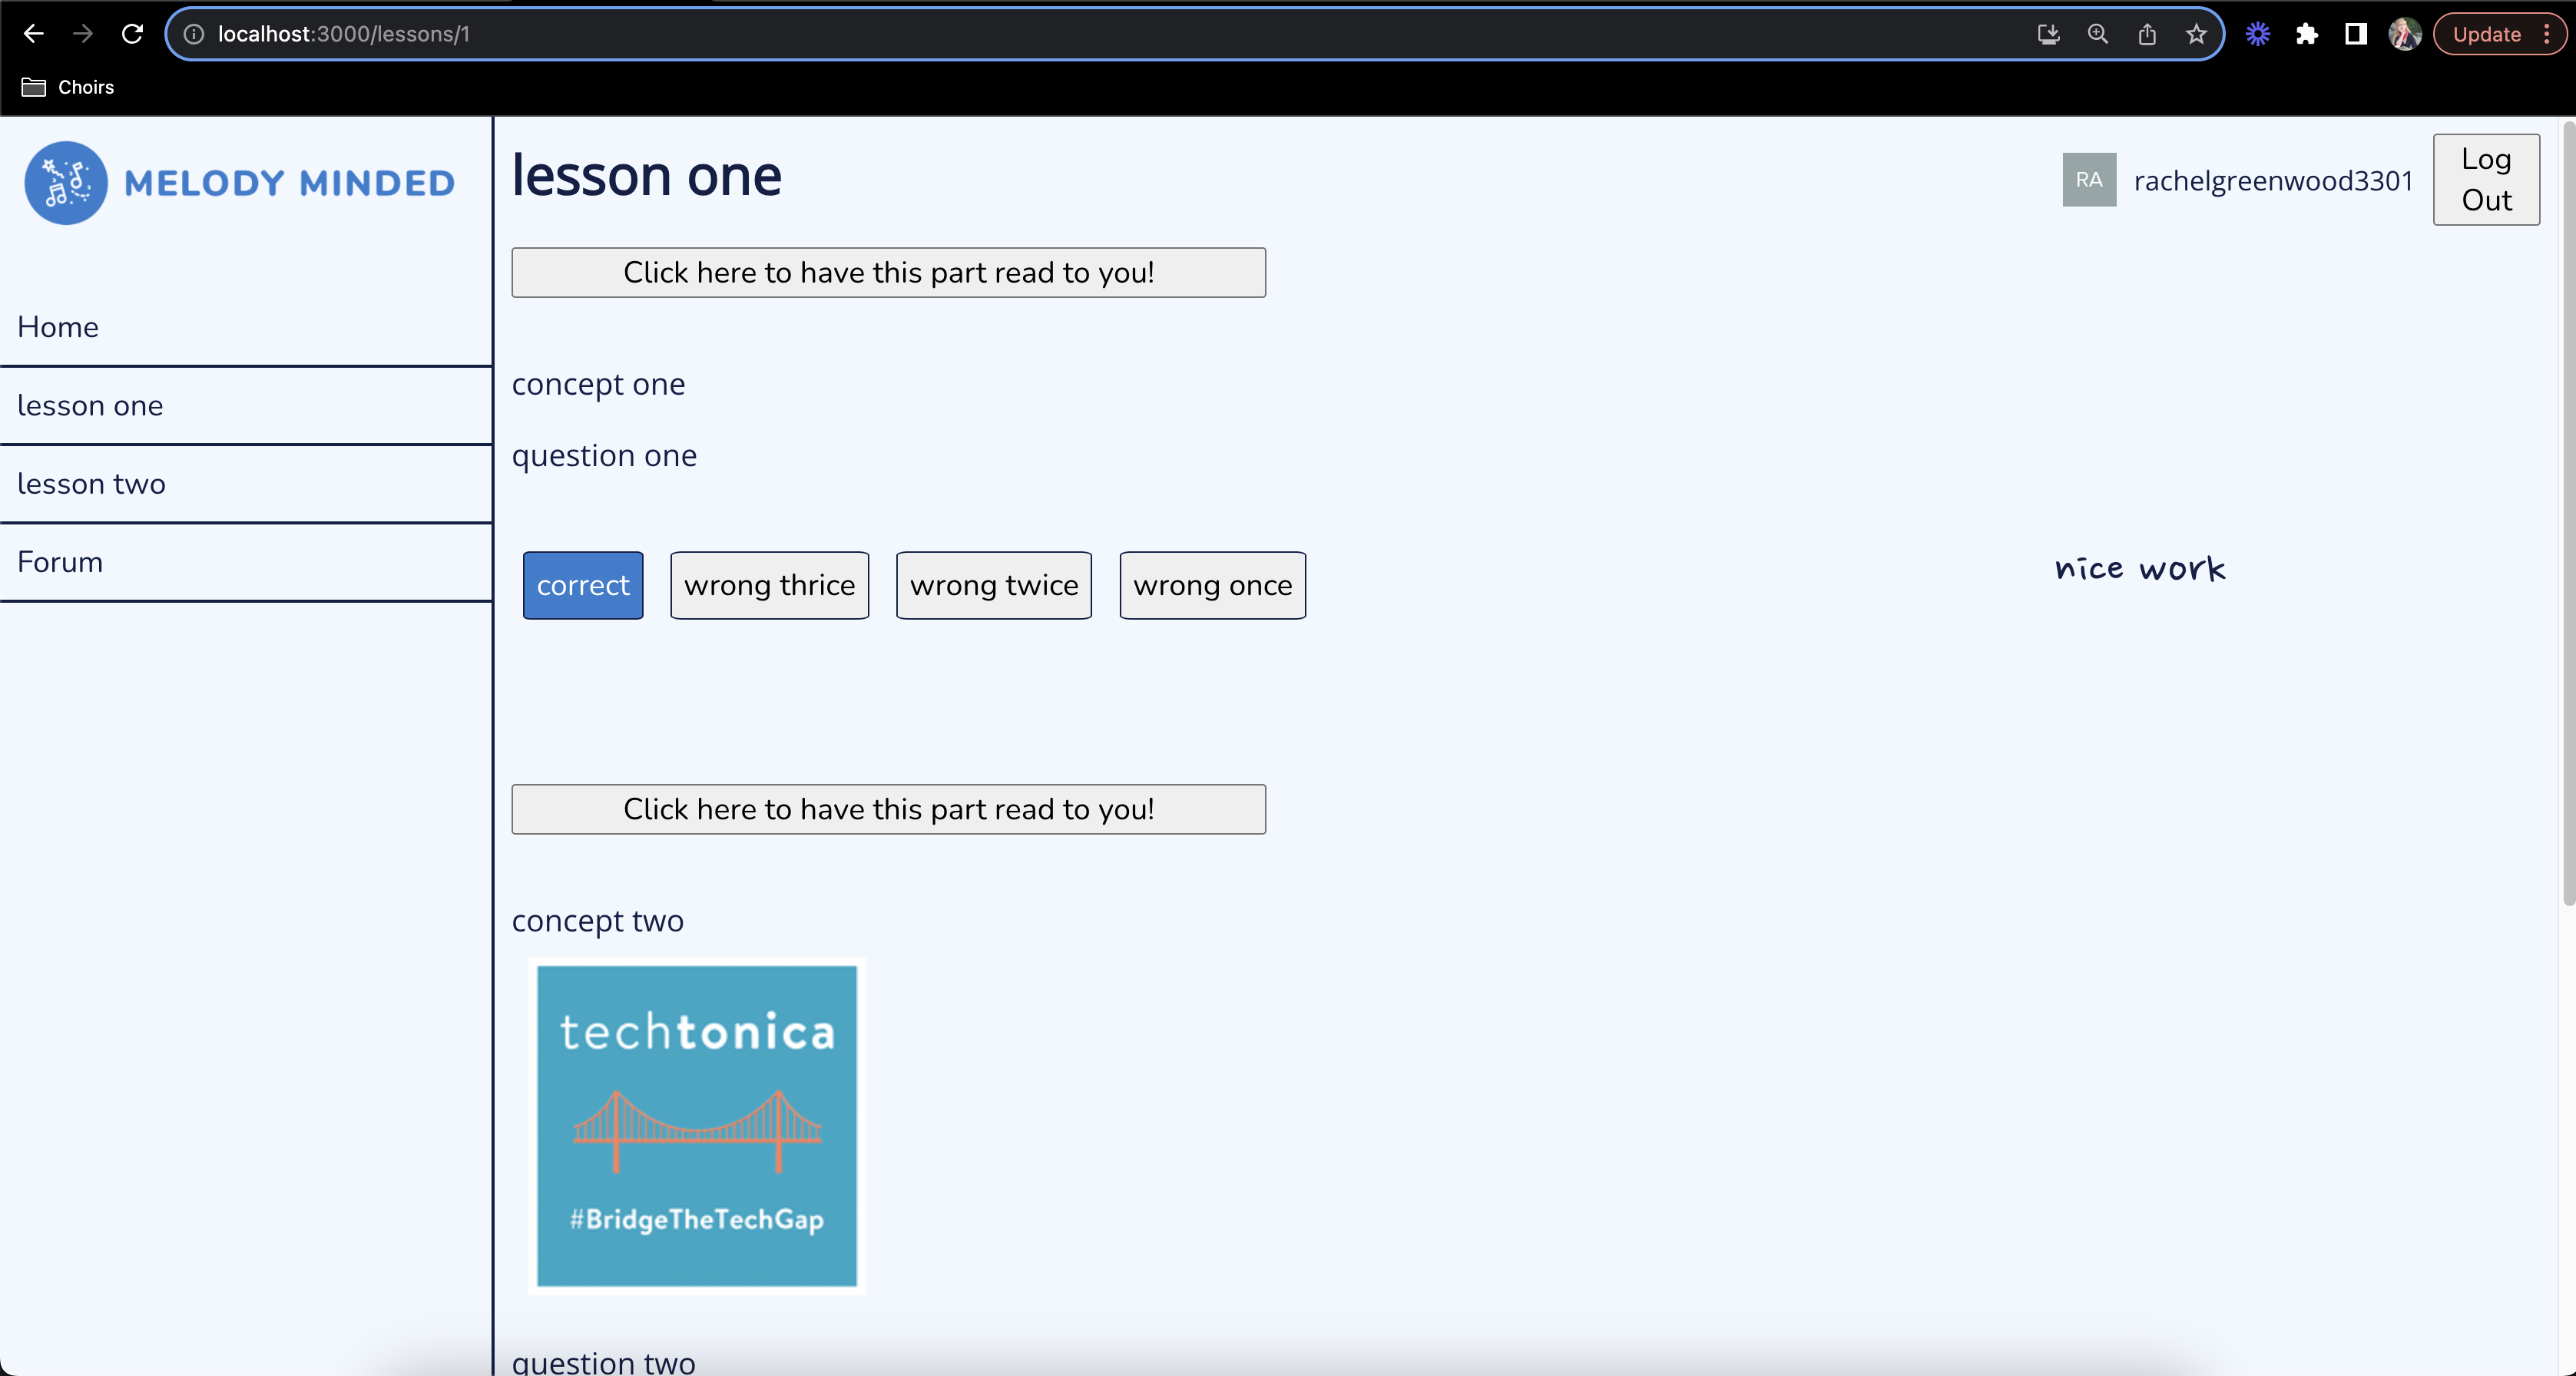 localhost:3000/lessons/1
Update
Choirs
MELODY MINDED
Home
lesson one
lesson two
Forum
lesson one
RA
rachelgreenwood3301
Log
Out
Click here to have this part read to you!
concept one
question one
correct
wrong thrice
wrong twice
wrong once
nice work
Click here to have this part read to you!
concept two
techtonica
#BridgeTheTechGap
question two